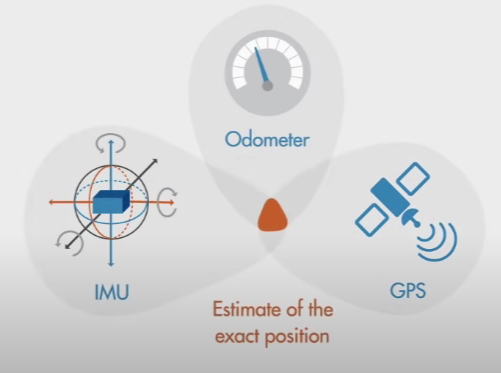 Odometer
IMU
GPS
Estimate of the
exact position